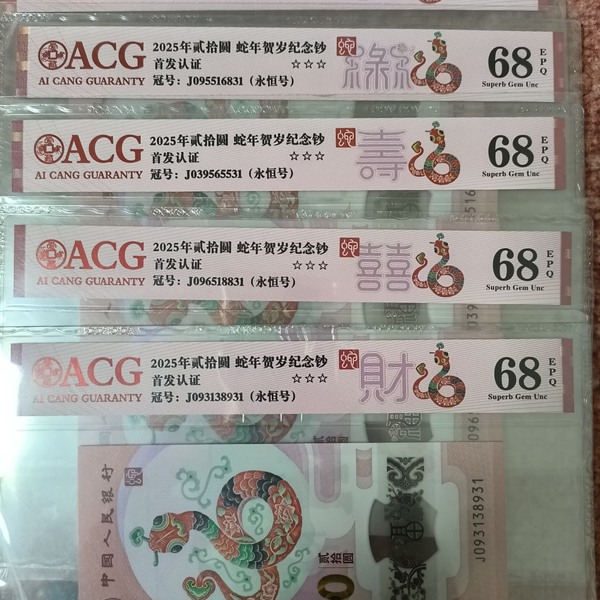 ACG
AI CANG GUARANTY
2025年贰拾圆 蛇年贺岁纪念钞
首发认证 ☆☆☆
冠号：J095516831（永恒号）
蛇
禄
68
EPQ
Superb Gem Unc
ACG
AI CANG GUARANTY
2025年贰拾圆 蛇年贺岁纪念钞
首发认证 ☆☆☆
冠号：J039565531（永恒号）
蛇
壽
68
EPQ
Superb Gem Unc
ACG
AI CANG GUARANTY
2025年贰拾圆 蛇年贺岁纪念钞
首发认证 ☆☆☆
冠号：J096518831（永恒号）
蛇
囍
68
EPQ
Superb Gem Unc
ACG
AI CANG GUARANTY
2025年贰拾圆 蛇年贺岁纪念钞
首发认证 ☆☆☆
冠号：J093138931（永恒号）
蛇
財
68
EPQ
Superb Gem Unc
中国人民银行
贰拾圆
J093138931